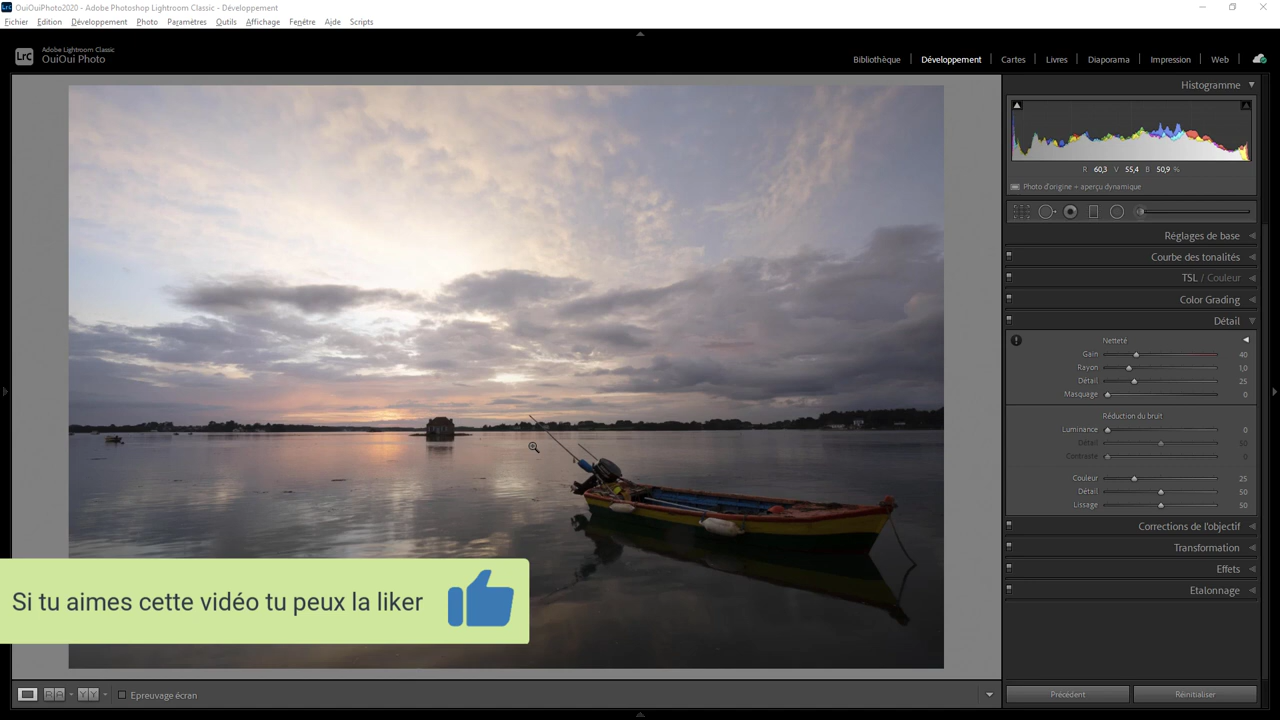 OuiOuiPhoto2020 - Adobe Photoshop Lightroom Classic - Développement
Fichier Edition Développement Photo Paramètres Outils Affichage Fenêtre Aide Scripts
Lrc
Adobe Lightroom Classic
OuiOui Photo
Bibliothèque | Développement | Cartes | Livres | Diaporama | Impression | Web |
Histogramme
R 60,3 V 55,4 B 50,9 %
Photo d'origine + aperçu dynamique
Réglages de base
Courbe des tonalités
TSL / Couleur
Color Grading
Détail
Netteté
Gain 40
Rayon 1,0
Détail 25
Masquage 0
Réduction du bruit
Luminance 0
Détail 50
Contraste 0
Couleur 25
Détail 50
Lissage 50
Corrections de l'objectif
Transformation
Effets
Etalonnage
Si tu aimes cette vidéo tu peux la liker
R A Y Y Epreuvage écran
Précédent Réinitialiser